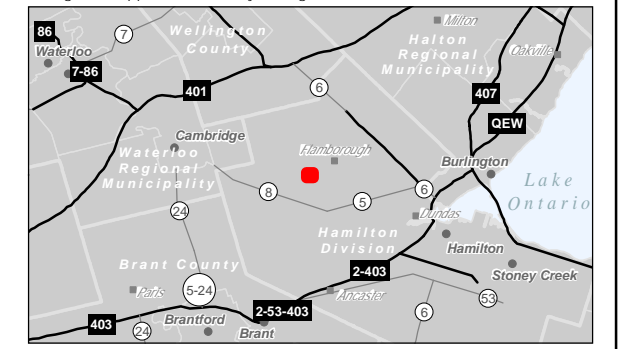 86
Waterloo
7-86
7
Wellington
County
Milton
Halton
Regional
Municipality
Oakville
401
6
407
QEW
Cambridge
Waterloo
Regional
Municipality
Flamborough
Burlington
Lake
Ontario
8
5
6
24
Dundas
Hamilton
Division
Hamilton
Stoney Creek
Brant County
Paris
5-24
2-403
Ancaster
2-53-403
53
6
403
24
Brantford
Brant